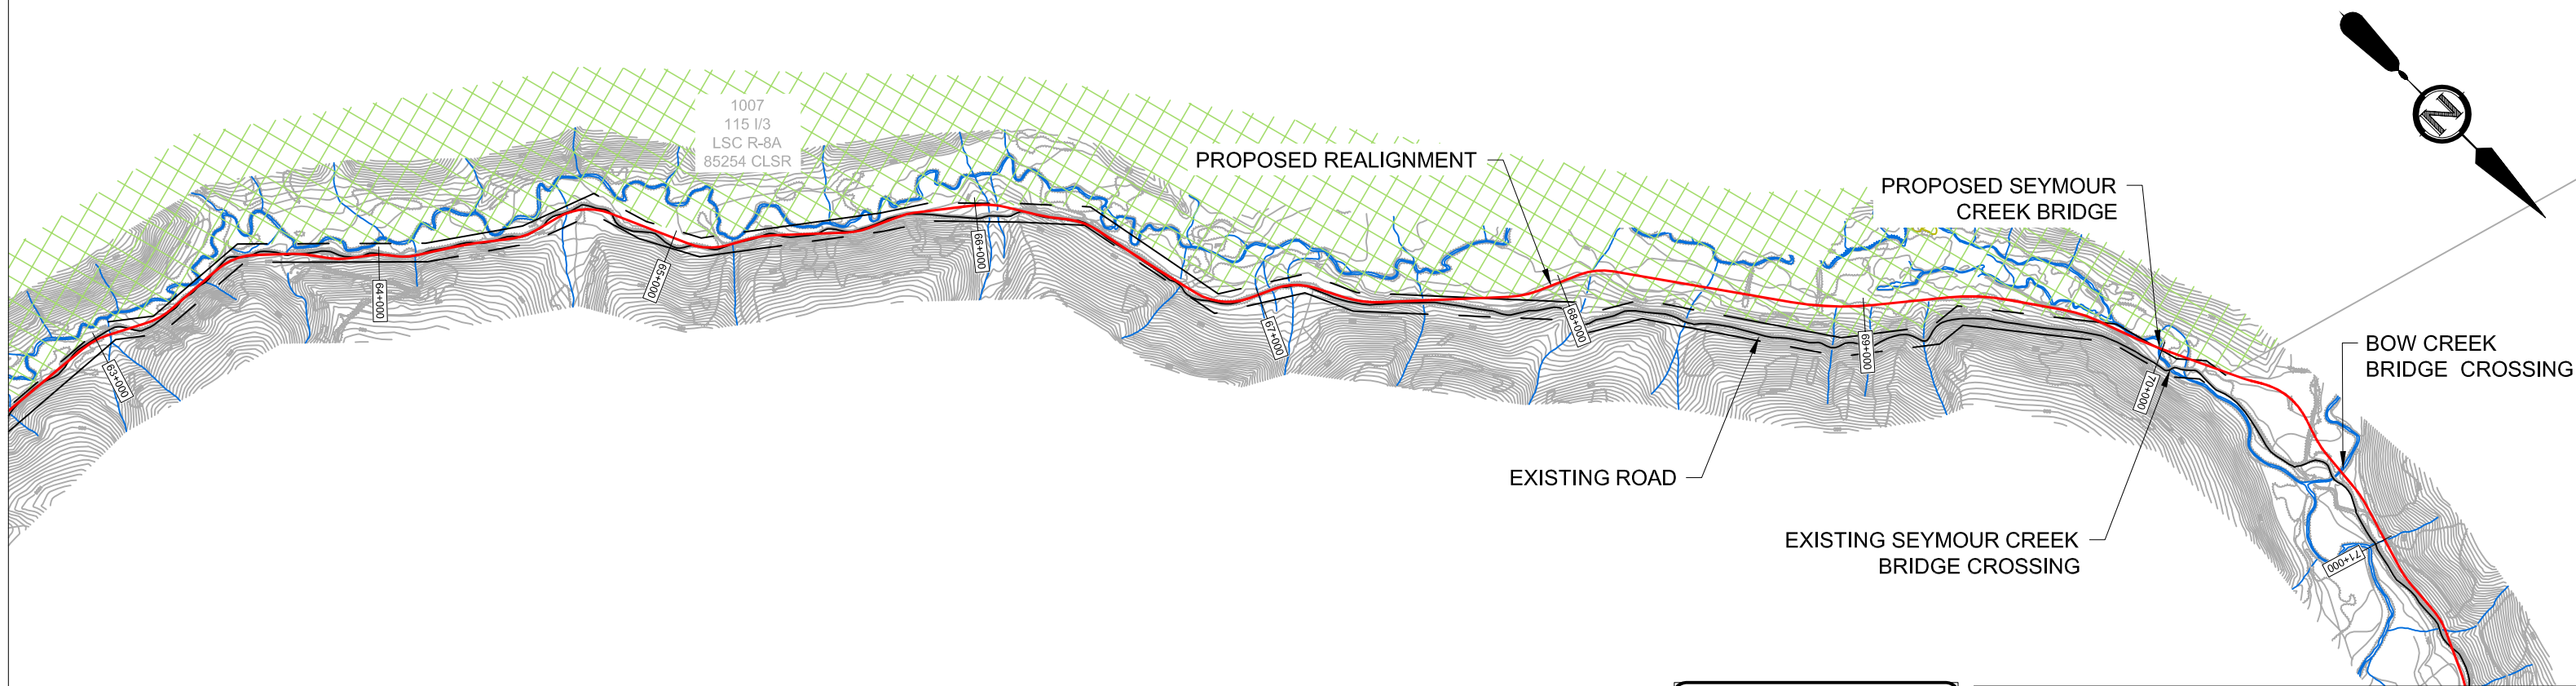 1007
115 I/3
LSC R-8A
85254 CLSR
PROPOSED REALIGNMENT
PROPOSED SEYMOUR
CREEK BRIDGE
N
BOW CREEK
BRIDGE CROSSING
EXISTING ROAD
EXISTING SEYMOUR CREEK
BRIDGE CROSSING
63+000
64+000
65+000
66+000
67+000
68+000
69+000
70+000
71+000